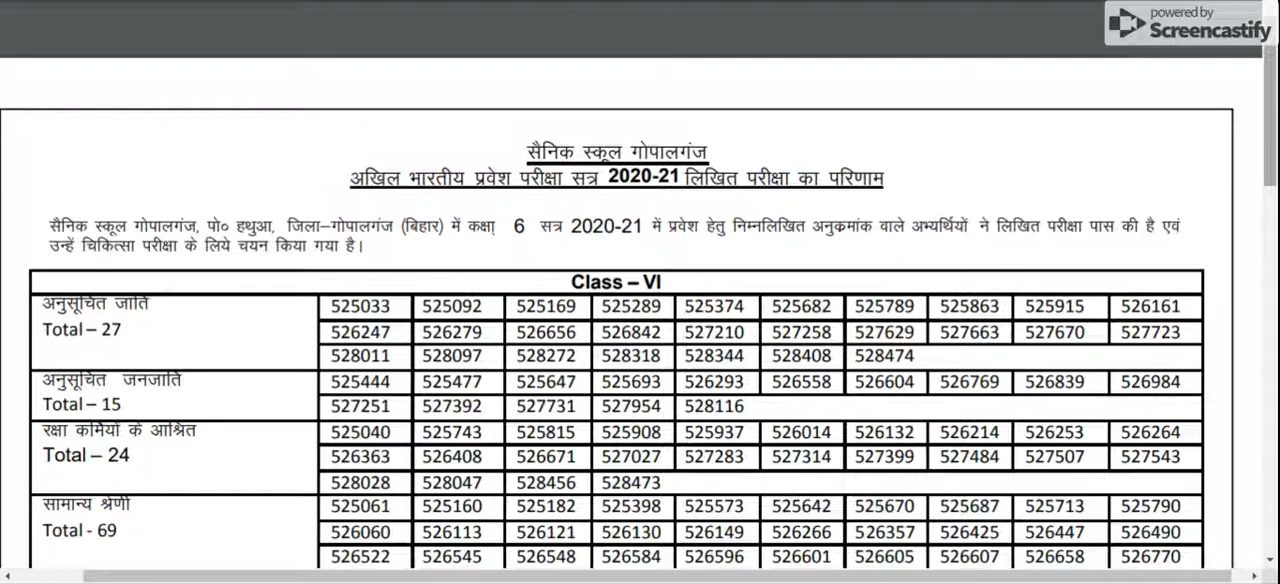 powered by
Screencastify
सैनिक स्कूल गोपालगंज
अखिल भारतीय प्रवेश परीक्षा सत्र 2020-21 लिखित परीक्षा का परिणाम
सैनिक स्कूल गोपालगंज, पो० हथुआ, जिला–गोपालगंज (बिहार) में कक्षा 6 सत्र 2020-21 में प्रवेश हेतु निम्नलिखित अनुक्रमांक वाले अभ्यर्थियों ने लिखित परीक्षा पास की है एवं
उन्हें चिकित्सा परीक्षा के लिये चयन किया गया है।
Class – VI
अनुसूचित जाति 525033 525092 525169 525289 525374 525682 525789 525863 525915 526161
Total – 27 526247 526279 526656 526842 527210 527258 527629 527663 527670 527723
528011 528097 528272 528318 528344 528408 528474
अनुसूचित जनजाति 525444 525477 525647 525693 526293 526558 526604 526769 526839 526984
Total – 15 527251 527392 527731 527954 528116
रक्षा कर्मियों के आश्रित 525040 525743 525815 525908 525937 526014 526132 526214 526253 526264
Total – 24 526363 526408 526671 527027 527283 527314 527399 527484 527507 527543
528028 528047 528456 528473
सामान्य श्रेणी 525061 525160 525182 525398 525573 525642 525670 525687 525713 525790
Total - 69 526060 526113 526121 526130 526149 526266 526357 526425 526447 526490
526522 526545 526548 526584 526596 526601 526605 526607 526658 526770